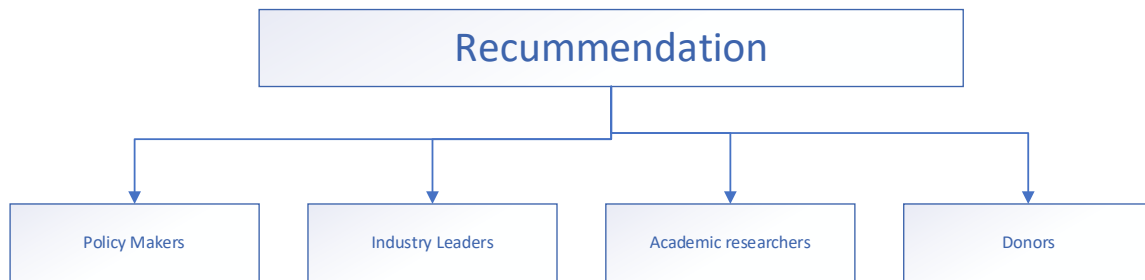 Recummendation
Policy Makers
Industry Leaders
Academic researchers
Donors